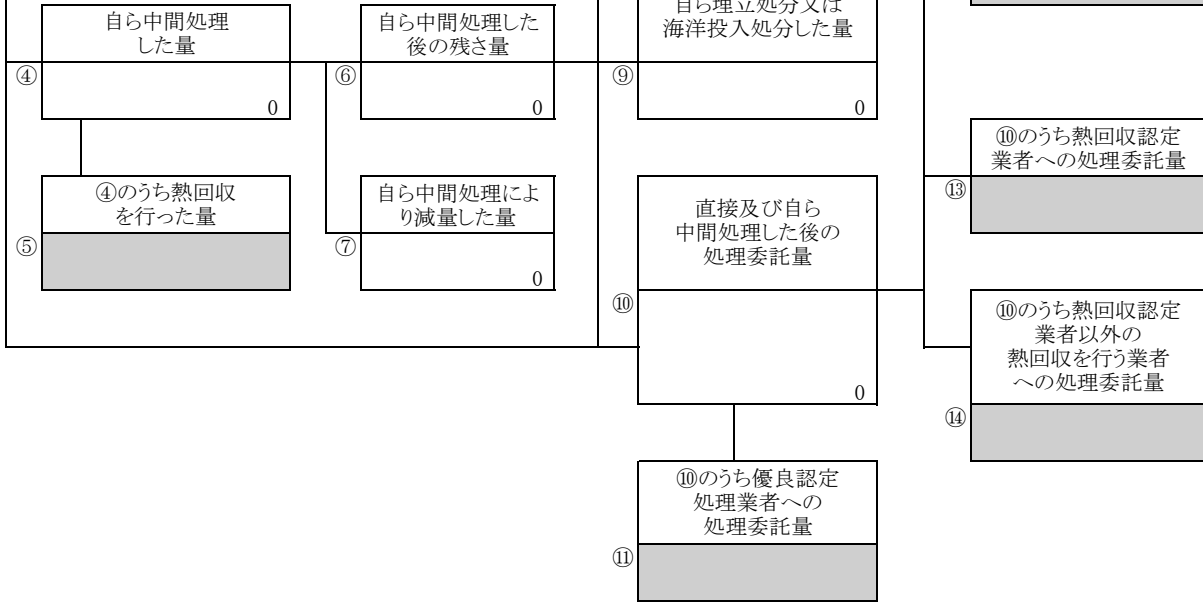 自ら中間処理
した量
④
0
自ら中間処理した
後の残さ量
⑥
0
自ら埋立処分又は
海洋投入処分した量
⑨
0
④のうち熱回収
を行った量
⑤
自ら中間処理によ
り減量した量
⑦
0
直接及び自ら
中間処理した後の
処理委託量
⑩
0
⑩のうち熱回収認定
業者への処理委託量
⑬
⑩のうち熱回収認定
業者以外の
熱回収を行う業者
への処理委託量
⑭
⑩のうち優良認定
処理業者への
処理委託量
⑪